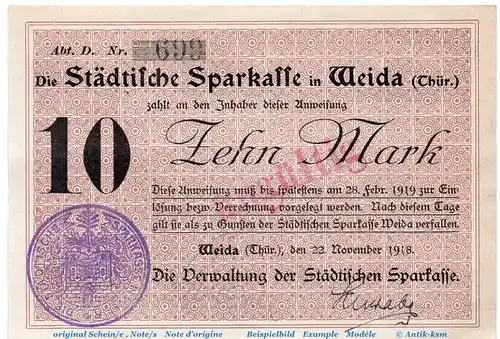 Abt. D. Nr. 699
Die Städtische Sparkasse in Weida (Thür.)
zahlt an den Inhaber dieser Anweisung
10 Zehn Mark
Diese Anweisung muß bis spätestens am 28. Febr. 1919 zur Ein-
lösung bezw. Verrechnung vorgelegt werden. Nach diesem Tage
gilt sie als zu Gunsten der Städtischen Sparkasse Weida verfallen.
Weida (Thür.), den 22. November 1918.
Die Verwaltung der Städtischen Sparkasse.
original Schein/e , Note/s Note d'origine Beispielbild Example Modéle © Antik-ksm